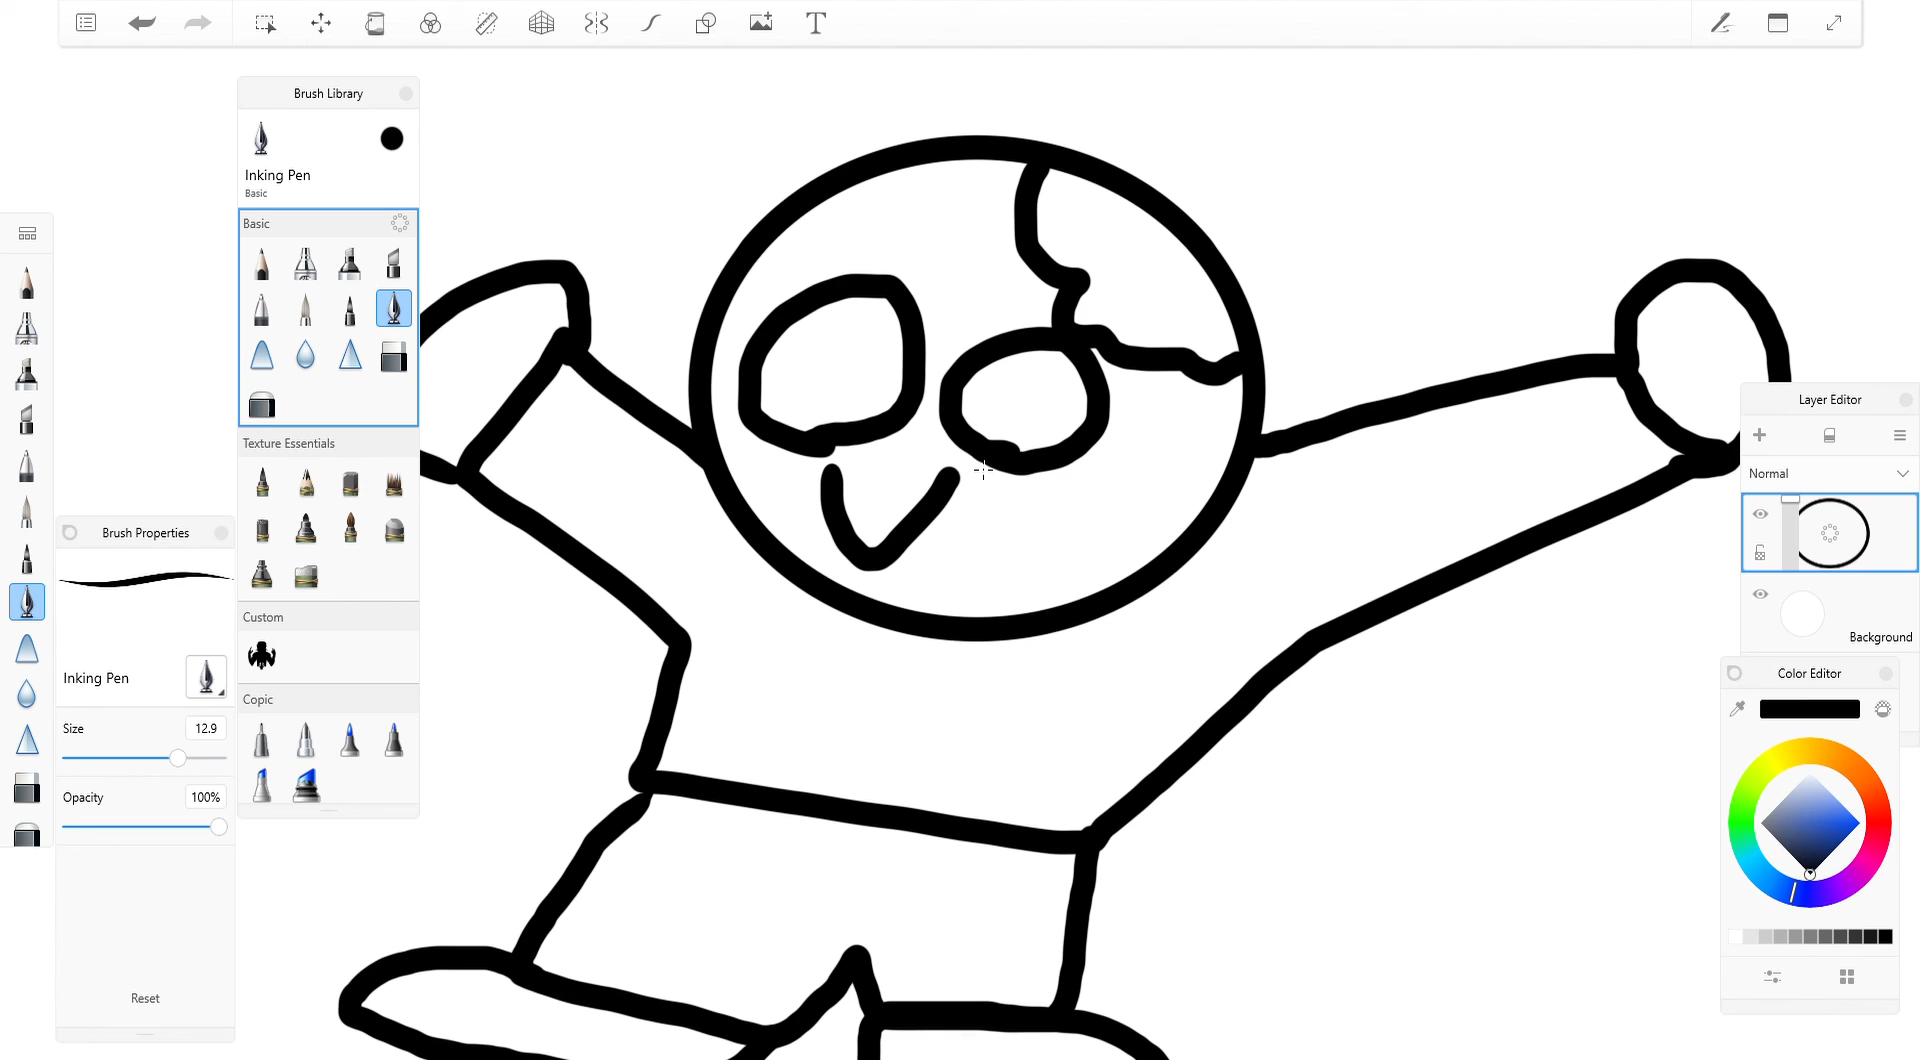 Brush Library
Inking Pen
Basic
Basic
Texture Essentials
Custom
Copic
Brush Properties
Inking Pen
Size 12.9
Opacity 100%
Reset
Layer Editor
Normal
Background
Color Editor